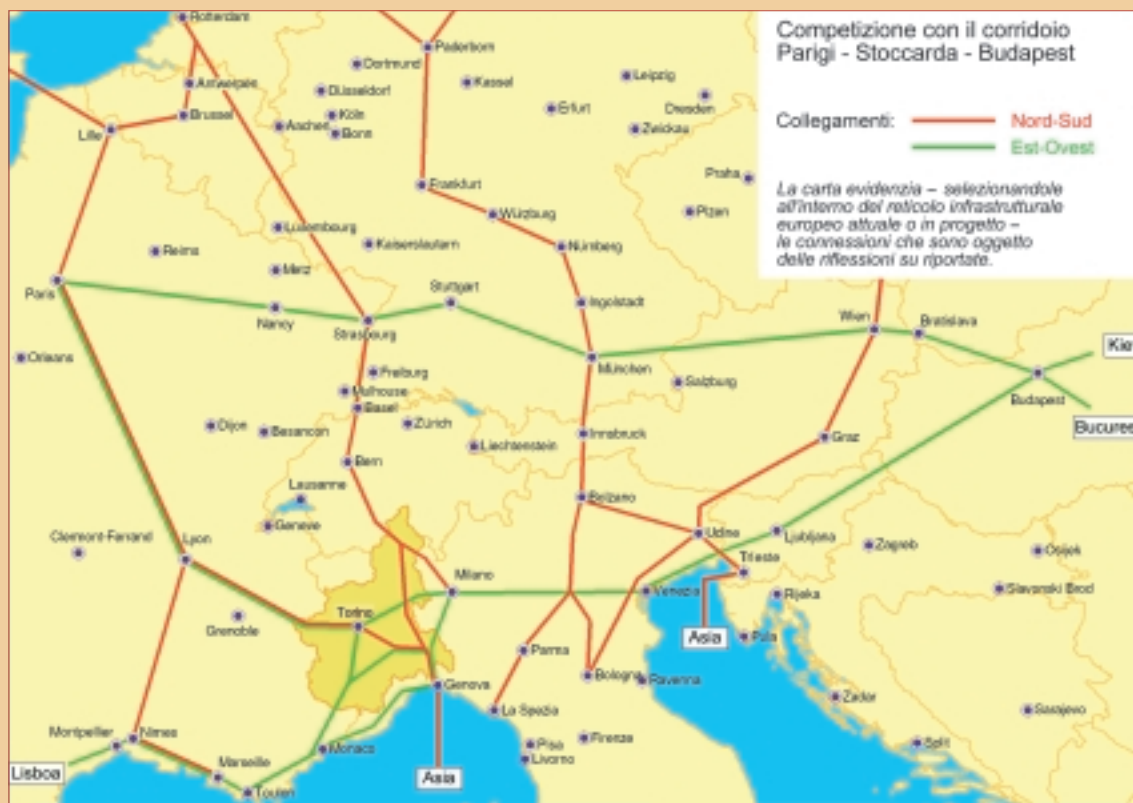 Competizione con il corridoio
Parigi - Stoccarda - Budapest
Collegamenti:
Nord-Sud
Est-Ovest
La carta evidenzia – selezionandole
all'interno del reticolo infrastrutturale
europeo attuale o in progetto –
le connessioni che sono oggetto
delle riflessioni su riportate.
Rotterdam
Paderborn
Dortmund
Kassel
Leipzig
Antwerpen
Düsseldorf
Erfurt
Dresden
Brussel
Köln
Lille
Aachen
Bonn
Zwickau
Praha
Frankfurt
Würzburg
Plzan
Luxembourg
Kaiserslautern
Nürnberg
Reims
Metz
Paris
Stuttgart
Ingolstadt
Nancy
Strasbourg
Wien
Bratislava
Kie
Orleans
München
Freiburg
Salzburg
Mulhouse
Budapest
Basel
Dijon
Besancon
Zürich
Bucures
Innsbruck
Graz
Liechtenstein
Bern
Lausanne
Bolzano
Geneve
Clermont-Ferrand
Lyon
Udine
Ljubljana
Zagreb
Osijek
Trieste
Milano
Venezia
Rijeka
Slavonski Brod
Grenoble
Torino
Asia
Pula
Parma
Bologna
Ravenna
Genova
Zadar
La Spezia
Sarajevo
Montpellier
Nimes
Monaco
Pisa
Firenze
Split
Livorno
Lisboa
Marseille
Asia
Toulon